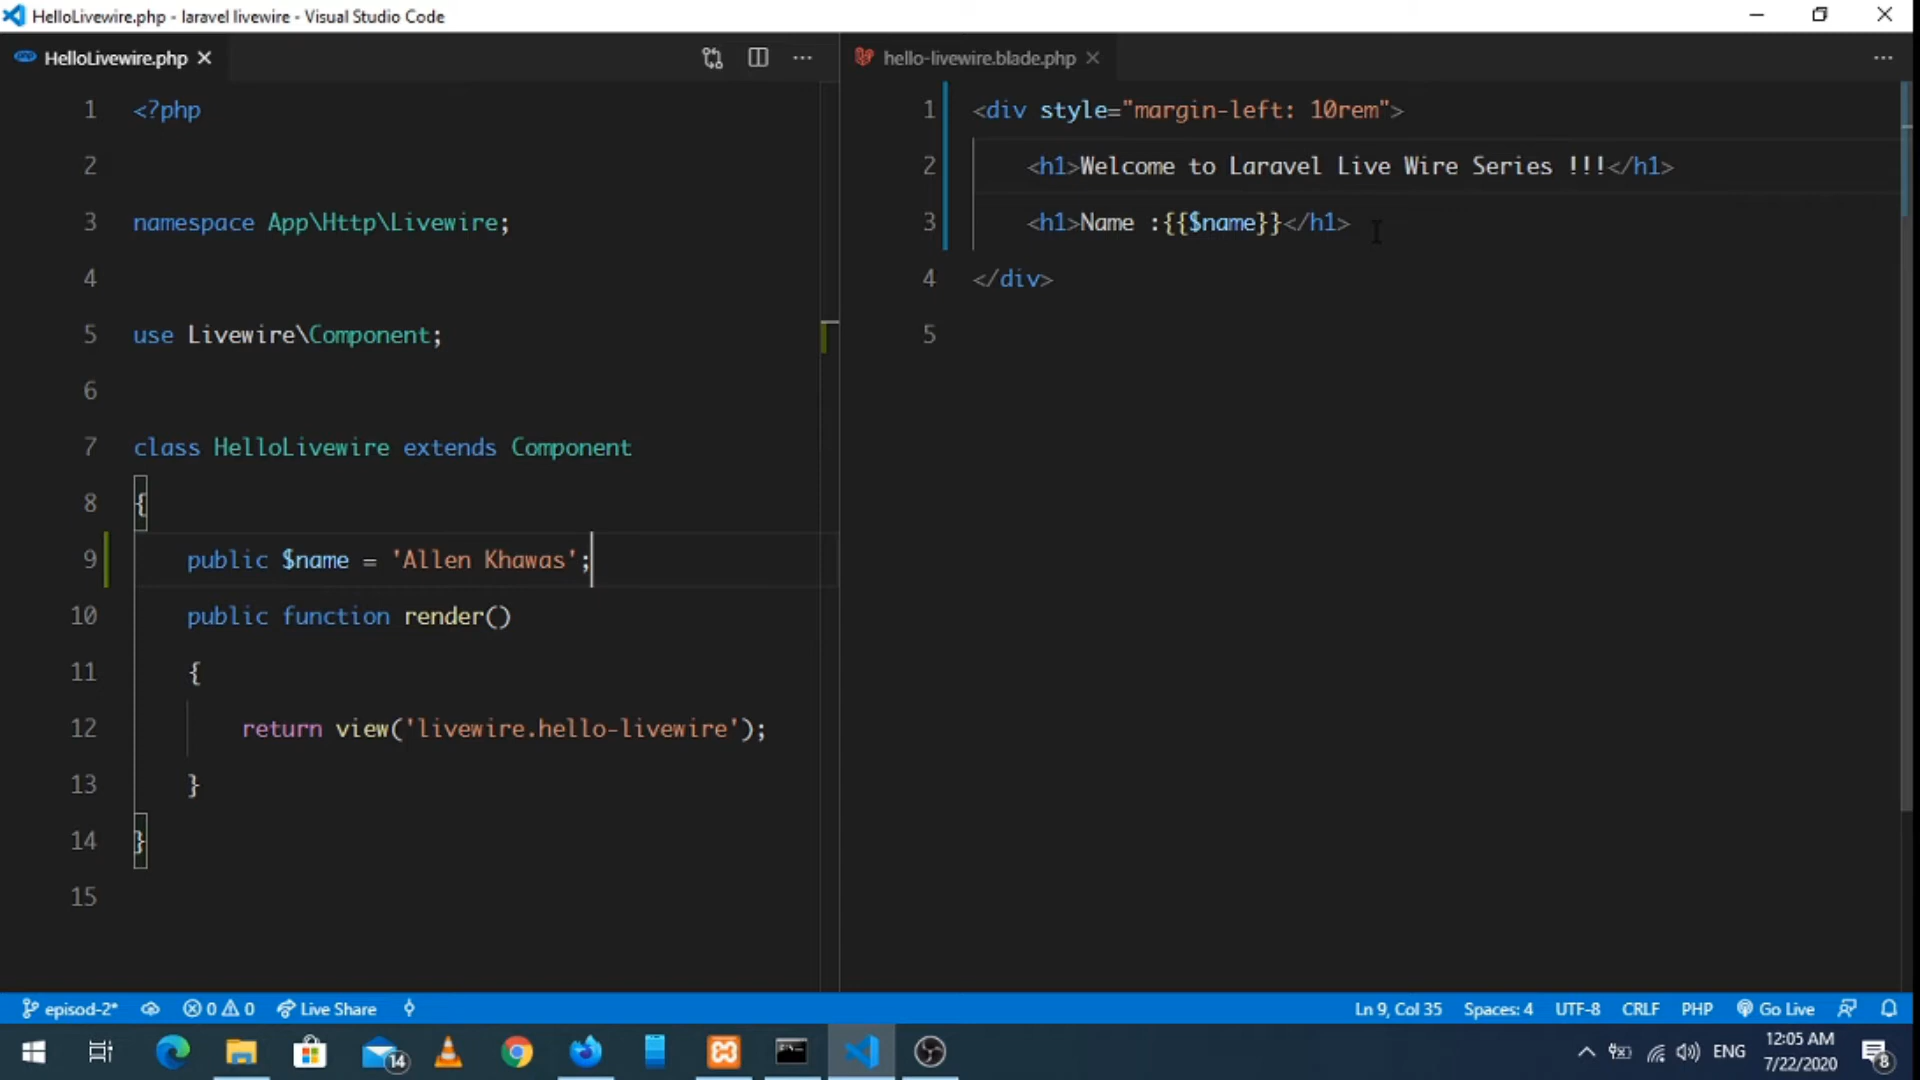 HelloLivewire.php - laravel livewire - Visual Studio Code
HelloLivewire.php
1 <?php
2
3 namespace App\Http\Livewire;
4
5 use Livewire\Component;
6
7 class HelloLivewire extends Component
8 {
9 public $name = 'Allen Khawas';
10 public function render()
11 {
12 return view('livewire.hello-livewire');
13 }
14 }
15
hello-livewire.blade.php
1 <div style="margin-left: 10rem">
2 <h1>Welcome to Laravel Live Wire Series !!!</h1>
3 <h1>Name :{{$name}}</h1>
4 </div>
5
episod-2* 0 0 Live Share Ln 9, Col 35 Spaces: 4 UTF-8 CRLF PHP Go Live
14 ENG 12:05 AM 8
7/22/2020